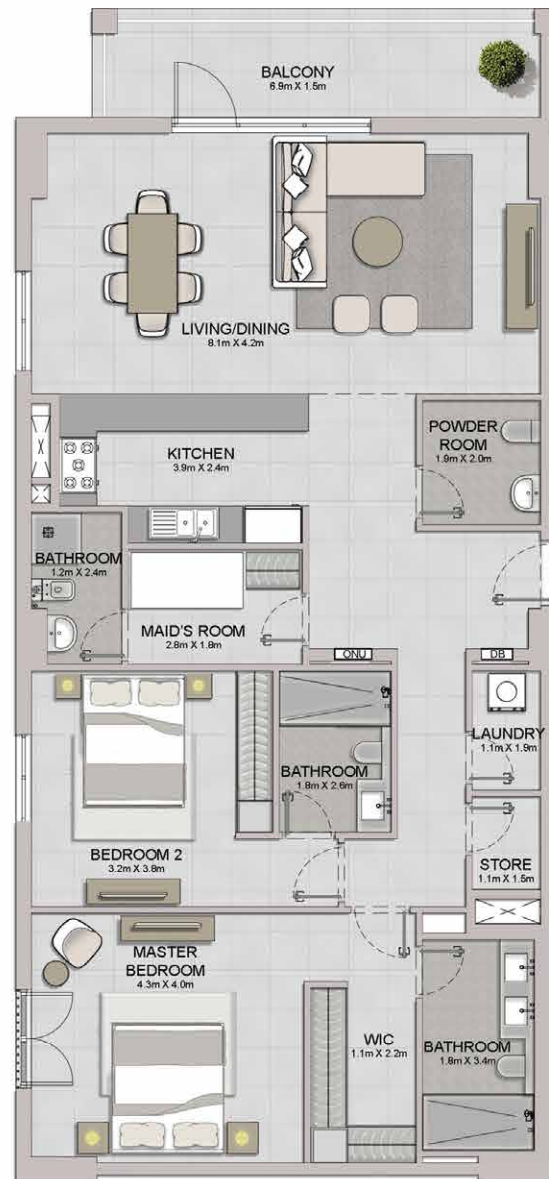 BALCONY
6.9m X 1.5m
LIVING/DINING
8.1m X 4.2m
KITCHEN
3.9m X 2.4m
POWDER
ROOM
1.9m X 2.0m
BATHROOM
1.2m X 2.4m
MAID'S ROOM
2.8m X 1.8m
ONU
DB
LAUNDRY
1.1m X 1.9m
BATHROOM
1.8m X 2.6m
BEDROOM 2
3.2m X 3.8m
STORE
1.1m X 1.5m
MASTER
BEDROOM
4.3m X 4.0m
WIC
1.1m X 2.2m
BATHROOM
1.8m X 3.4m